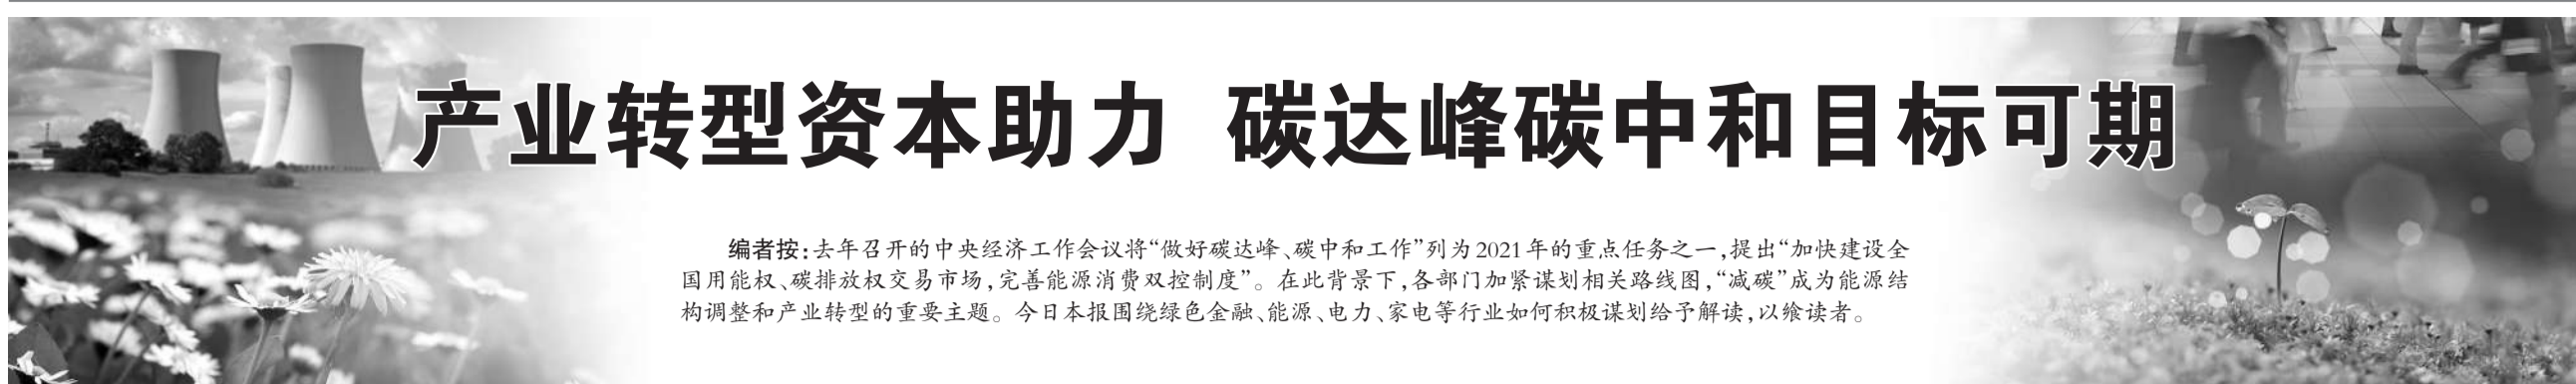 产业转型资本助力 碳达峰碳中和目标可期
编者按：去年召开的中央经济工作会议将“做好碳达峰、碳中和工作”列为2021年的重点任务之一，提出“加快建设全
国用能权、碳排放权交易市场，完善能源消费双控制度”。在此背景下，各部门加紧谋划相关路线图，“减碳”成为能源结
构调整和产业转型的重要主题。今日本报围绕绿色金融、能源、电力、家电等行业如何积极谋划给予解读，以飨读者。